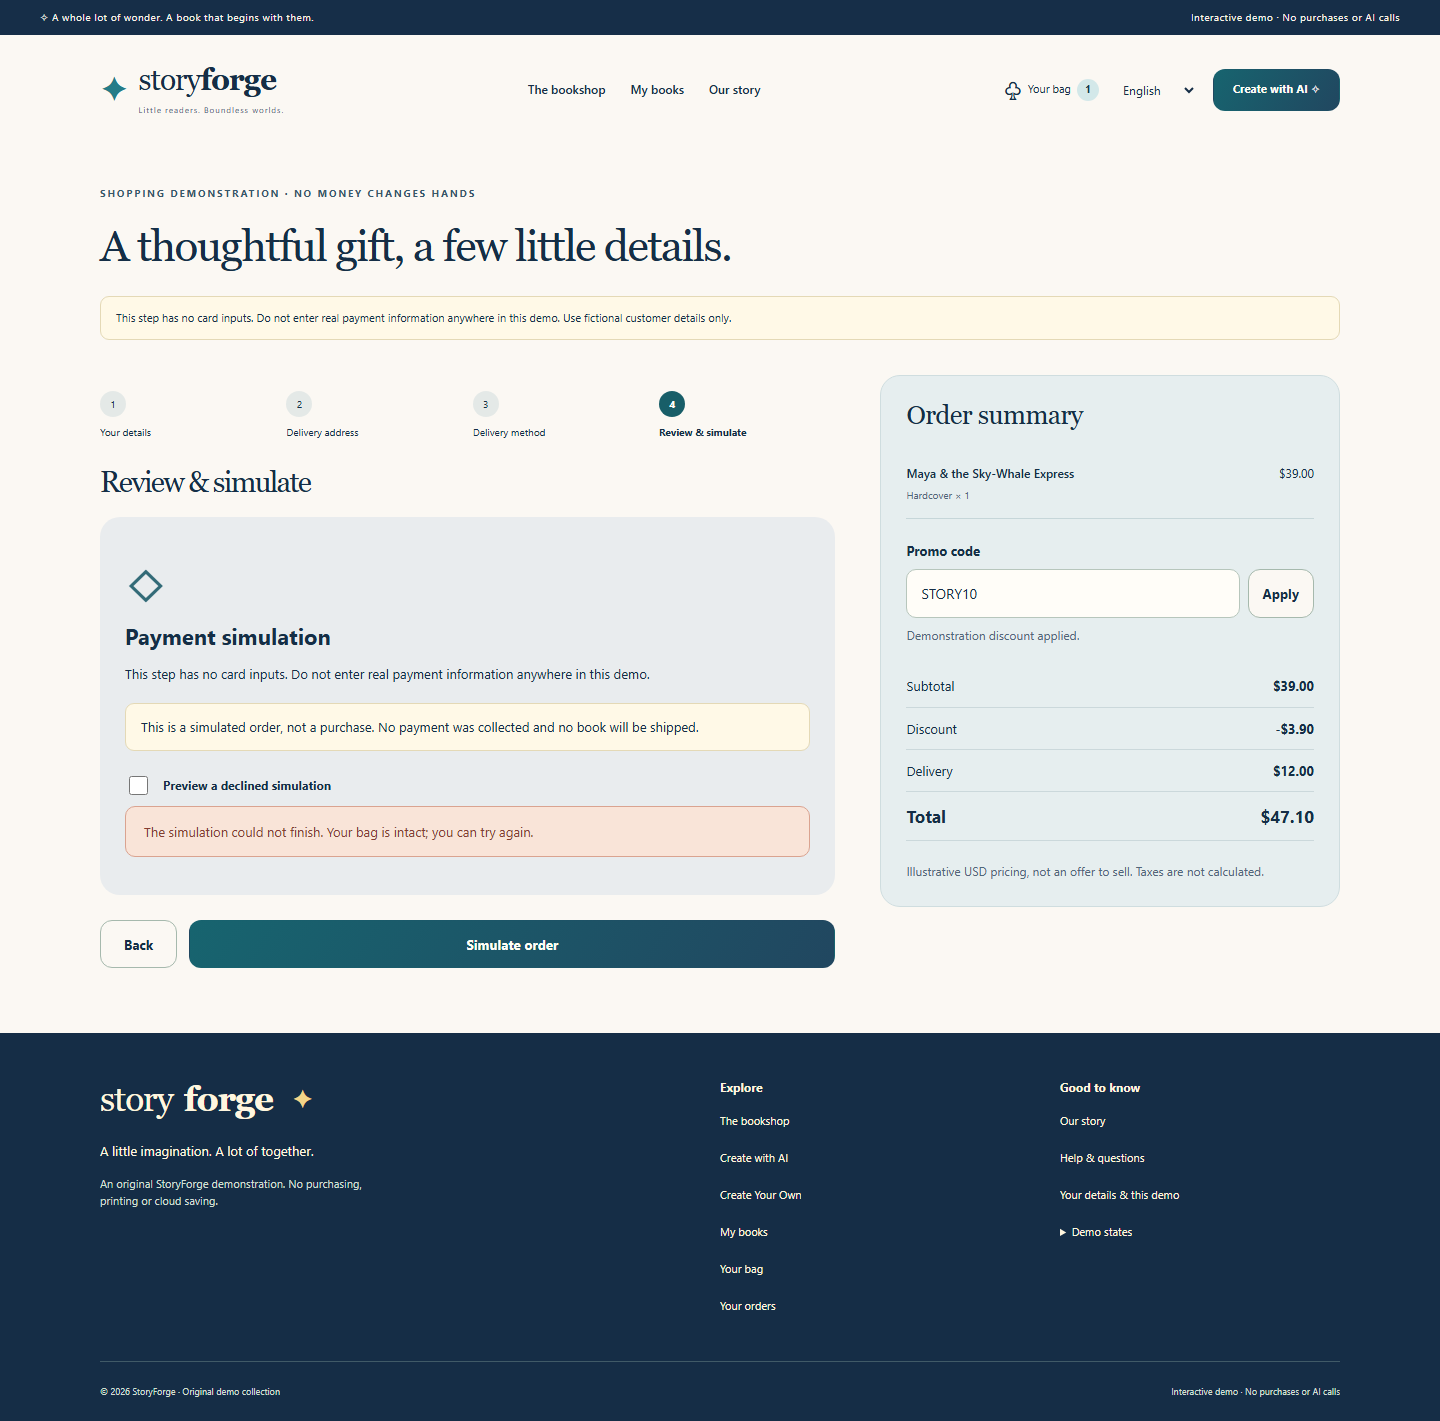 ✧ A whole lot of wonder. A book that begins with them.
Interactive demo · No purchases or AI calls
storyforge
Little readers. Boundless worlds.
The bookshop
My books
Our story
Your bag 1
English
Create with AI ✧
SHOPPING DEMONSTRATION · NO MONEY CHANGES HANDS
A thoughtful gift, a few little details.
This step has no card inputs. Do not enter real payment information anywhere in this demo. Use fictional customer details only.
1
Your details
2
Delivery address
3
Delivery method
4
Review & simulate
Review & simulate
Payment simulation
This step has no card inputs. Do not enter real payment information anywhere in this demo.
This is a simulated order, not a purchase. No payment was collected and no book will be shipped.
Preview a declined simulation
The simulation could not finish. Your bag is intact; you can try again.
Back
Simulate order
Order summary
Maya & the Sky-Whale Express $39.00
Hardcover × 1
Promo code
STORY10
Apply
Demonstration discount applied.
Subtotal $39.00
Discount -$3.90
Delivery $12.00
Total $47.10
Illustrative USD pricing, not an offer to sell. Taxes are not calculated.
story forge
A little imagination. A lot of together.
An original StoryForge demonstration. No purchasing,
printing or cloud saving.
Explore
The bookshop
Create with AI
Create Your Own
My books
Your bag
Your orders
Good to know
Our story
Help & questions
Your details & this demo
Demo states
© 2026 StoryForge · Original demo collection
Interactive demo · No purchases or AI calls